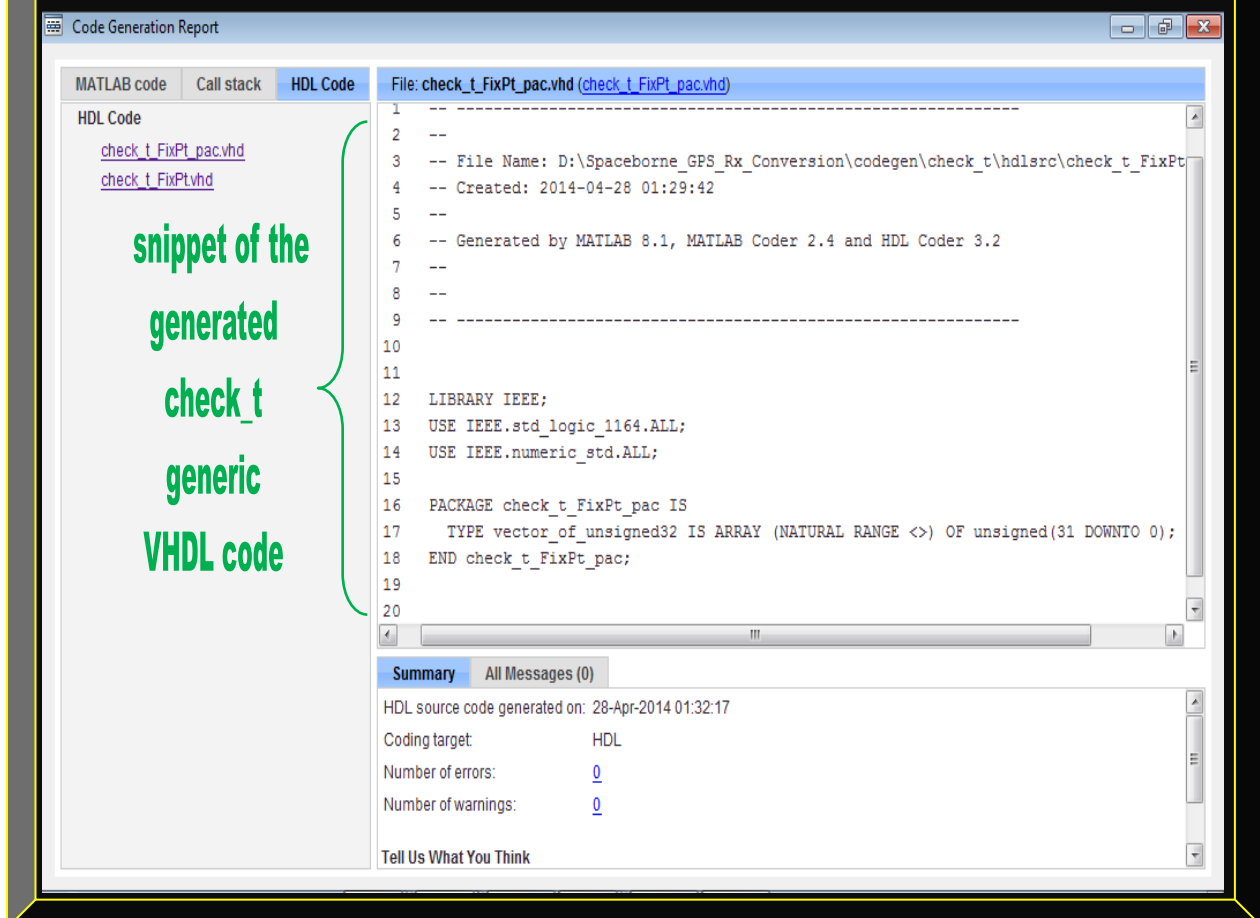 Code Generation Report
MATLAB code Call stack HDL Code
HDL Code
check_t_FixPt_pac.vhd
check_t_FixPt.vhd
snippet of the
generated
check_t
generic
VHDL code
File: check_t_FixPt_pac.vhd (check_t_FixPt_pac.vhd)
1 -- ------------------------------------------------------------
2 --
3 -- File Name: D:\Spaceborne_GPS_Rx_Conversion\codegen\check_t\hdlsrc\check_t_FixPt
4 -- Created: 2014-04-28 01:29:42
5 --
6 -- Generated by MATLAB 8.1, MATLAB Coder 2.4 and HDL Coder 3.2
7 --
8 --
9 -- ------------------------------------------------------------
10
11
12 LIBRARY IEEE;
13 USE IEEE.std_logic_1164.ALL;
14 USE IEEE.numeric_std.ALL;
15
16 PACKAGE check_t_FixPt_pac IS
17 TYPE vector_of_unsigned32 IS ARRAY (NATURAL RANGE <>) OF unsigned(31 DOWNTO 0);
18 END check_t_FixPt_pac;
19
20
Summary All Messages (0)
HDL source code generated on: 28-Apr-2014 01:32:17
Coding target: HDL
Number of errors: 0
Number of warnings: 0
Tell Us What You Think